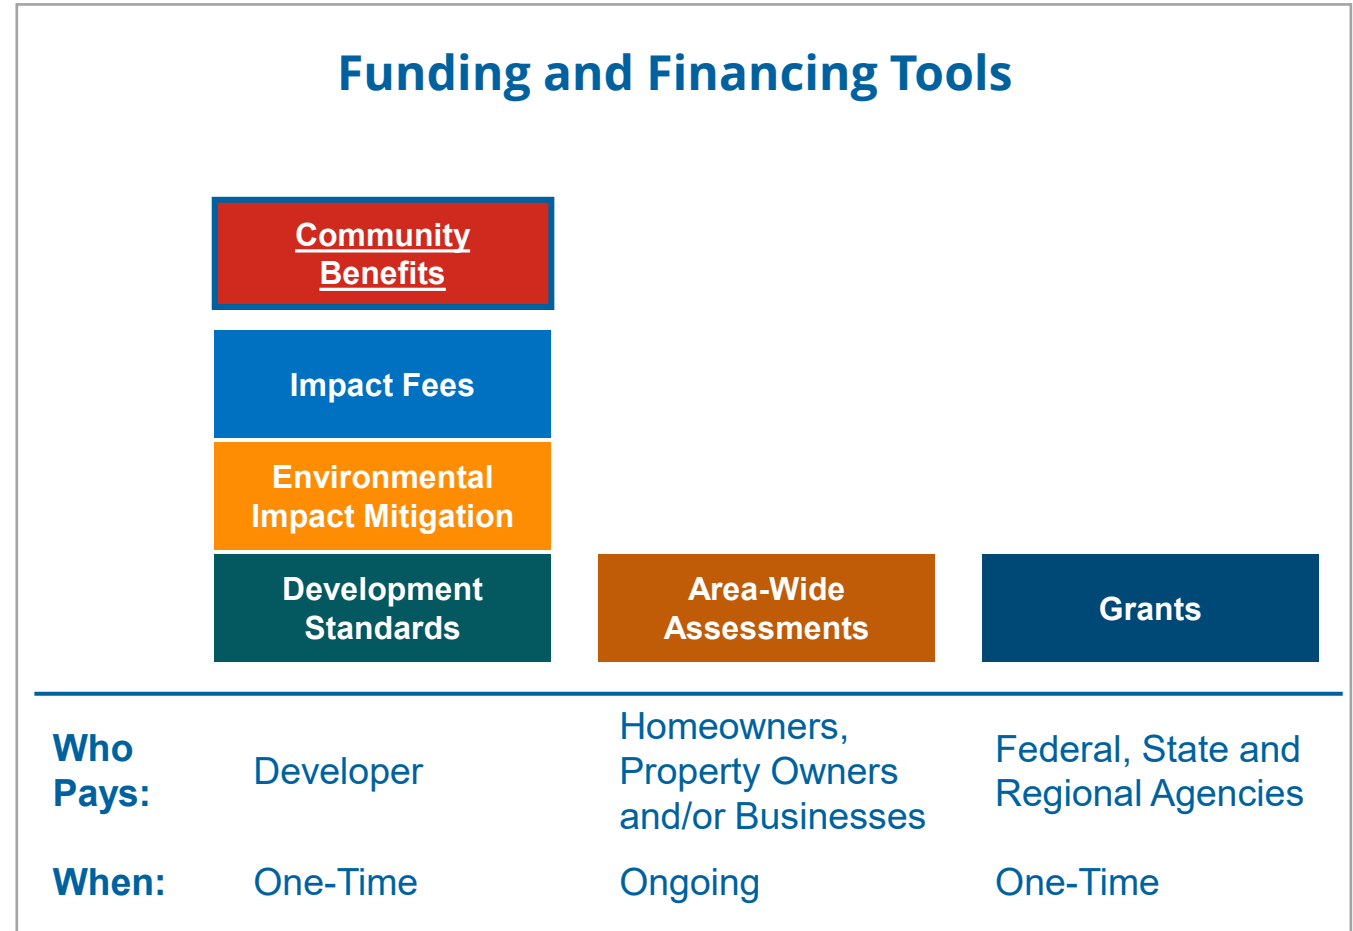 Funding and Financing Tools
Community
Benefits
Impact Fees
Environmental
Impact Mitigation
Development
Standards
Area-Wide
Assessments
Grants
Who
Pays:
Developer
Homeowners,
Property Owners
and/or Businesses
Federal, State and
Regional Agencies
When:
One-Time
Ongoing
One-Time